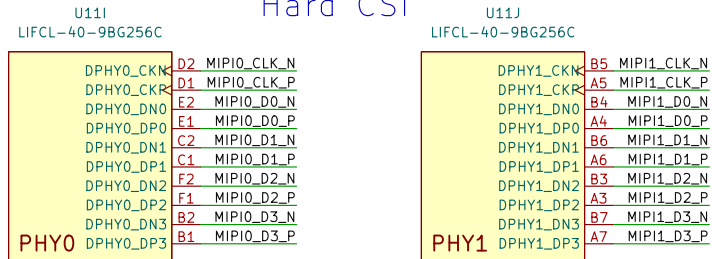 Hard CSI
U11I
LIFCL-40-9BG256C
DPHY0_CKN D2 MIPI0_CLK_N
DPHY0_CKP D1 MIPI0_CLK_P
DPHY0_DN0 E2 MIPI0_D0_N
DPHY0_DP0 E1 MIPI0_D0_P
DPHY0_DN1 C2 MIPI0_D1_N
DPHY0_DP1 C1 MIPI0_D1_P
DPHY0_DN2 F2 MIPI0_D2_N
DPHY0_DP2 F1 MIPI0_D2_P
DPHY0_DN3 B2 MIPI0_D3_N
PHY0 DPHY0_DP3 B1 MIPI0_D3_P
U11J
LIFCL-40-9BG256C
DPHY1_CKN B5 MIPI1_CLK_N
DPHY1_CKP A5 MIPI1_CLK_P
DPHY1_DN0 B4 MIPI1_D0_N
DPHY1_DP0 A4 MIPI1_D0_P
DPHY1_DN1 B6 MIPI1_D1_N
DPHY1_DP1 A6 MIPI1_D1_P
DPHY1_DN2 B3 MIPI1_D2_N
DPHY1_DP2 A3 MIPI1_D2_P
DPHY1_DN3 B7 MIPI1_D3_N
PHY1 DPHY1_DP3 A7 MIPI1_D3_P